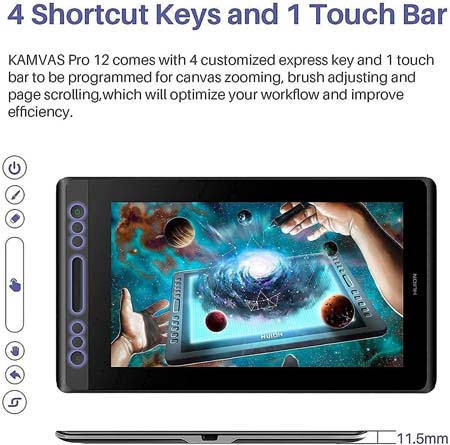 4 Shortcut Keys and 1 Touch Bar
KAMVAS Pro 12 comes with 4 customized express key and 1 touch
bar to be programmed for canvas zooming, brush adjusting and
page scrolling,which will optimize your workflow and improve
efficiency.
HUION
HUION
11.5mm